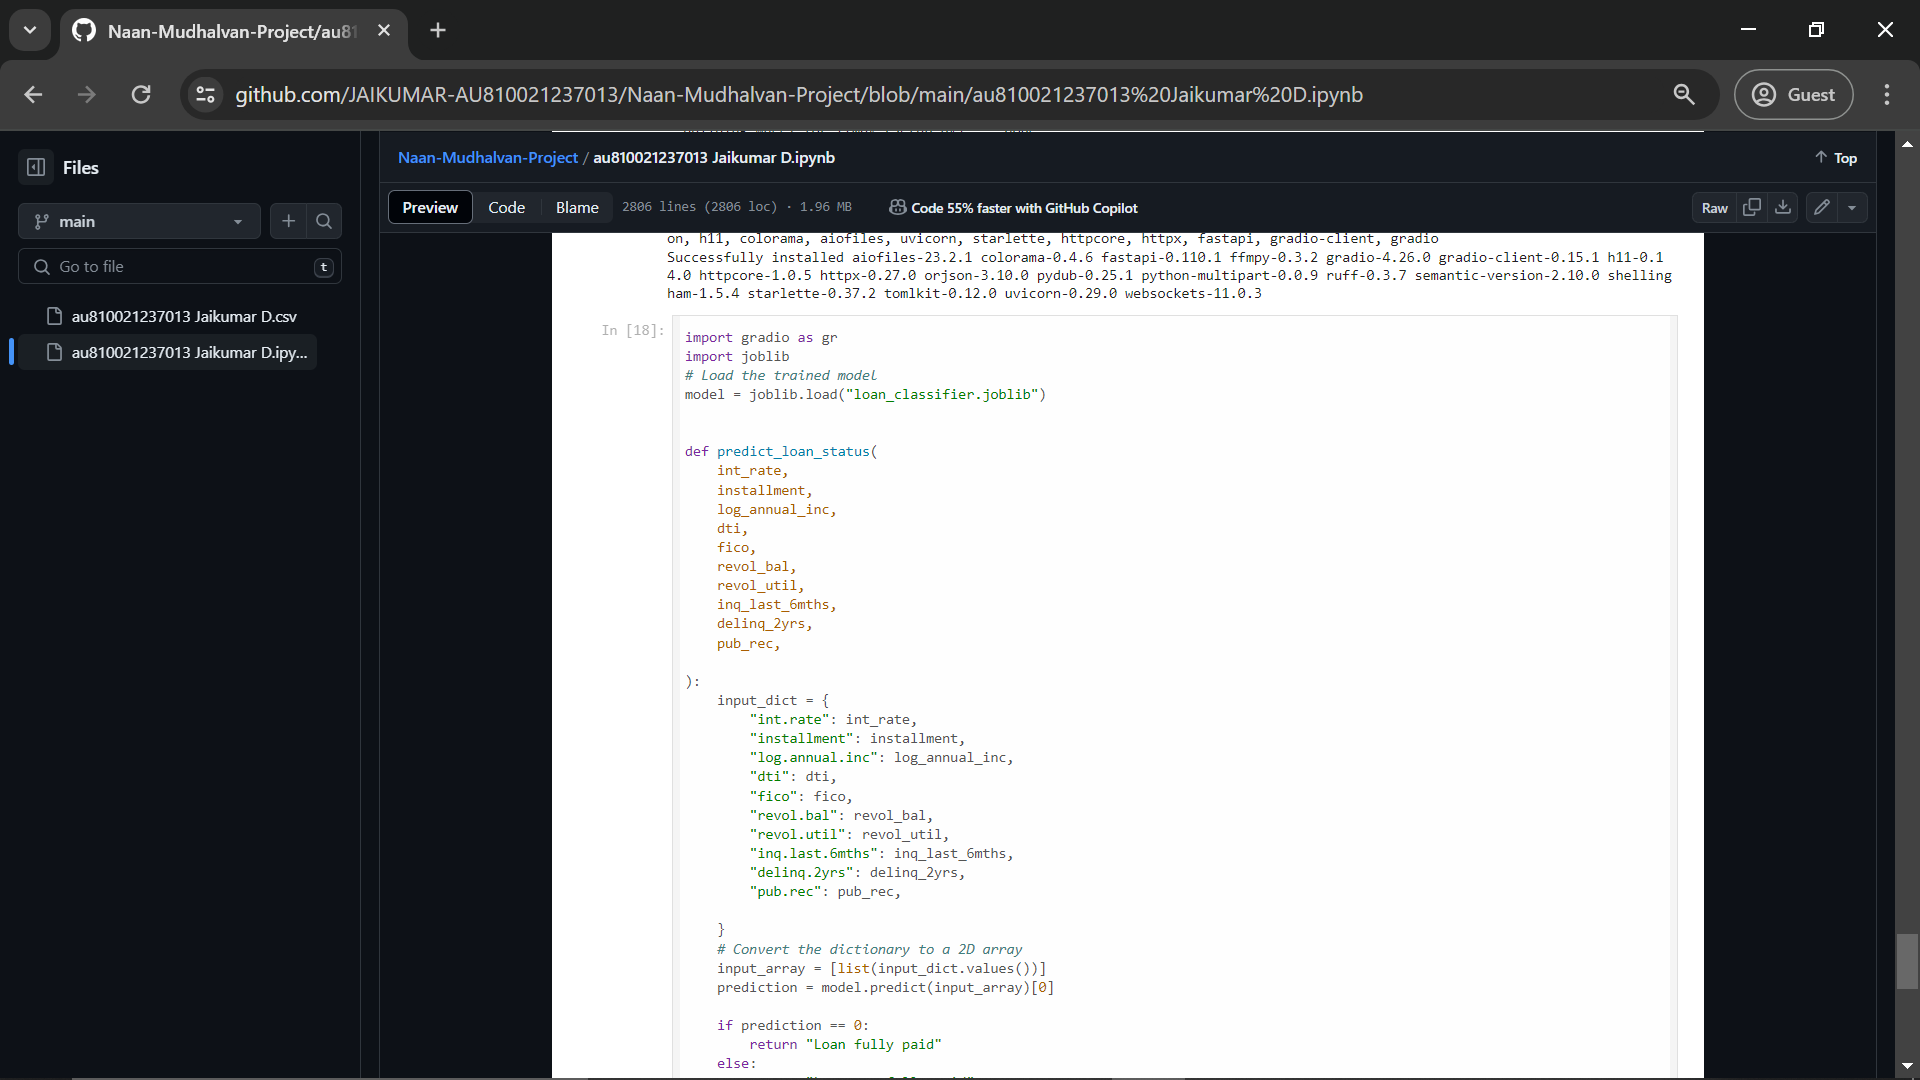 Naan-Mudhalvan-Project/au81
github.com/JAIKUMAR-AU810021237013/Naan-Mudhalvan-Project/blob/main/au810021237013%20Jaikumar%20D.ipynb
Guest
Files
main
Go to file
t
au810021237013 Jaikumar D.csv
au810021237013 Jaikumar D.ipy...
Naan-Mudhalvan-Project / au810021237013 Jaikumar D.ipynb
Top
Preview
Code
Blame
2806 lines (2806 loc) · 1.96 MB
Code 55% faster with GitHub Copilot
Raw
on, h11, colorama, aiofiles, uvicorn, starlette, httpcore, httpx, fastapi, gradio-client, gradio
Successfully installed aiofiles-23.2.1 colorama-0.4.6 fastapi-0.110.1 ffmpy-0.3.2 gradio-4.26.0 gradio-client-0.15.1 h11-0.1
4.0 httpcore-1.0.5 httpx-0.27.0 orjson-3.10.0 pydub-0.25.1 python-multipart-0.0.9 ruff-0.3.7 semantic-version-2.10.0 shelling
ham-1.5.4 starlette-0.37.2 tomlkit-0.12.0 uvicorn-0.29.0 websockets-11.0.3
In [18]:
import gradio as gr
import joblib
# Load the trained model
model = joblib.load("loan_classifier.joblib")
def predict_loan_status(
int_rate,
installment,
log_annual_inc,
dti,
fico,
revol_bal,
revol_util,
inq_last_6mths,
delinq_2yrs,
pub_rec,
):
input_dict = {
"int.rate": int_rate,
"installment": installment,
"log.annual.inc": log_annual_inc,
"dti": dti,
"fico": fico,
"revol.bal": revol_bal,
"revol.util": revol_util,
"inq.last.6mths": inq_last_6mths,
"delinq.2yrs": delinq_2yrs,
"pub.rec": pub_rec,
}
# Convert the dictionary to a 2D array
input_array = [list(input_dict.values())]
prediction = model.predict(input_array)[0]
if prediction == 0:
return "Loan fully paid"
else: